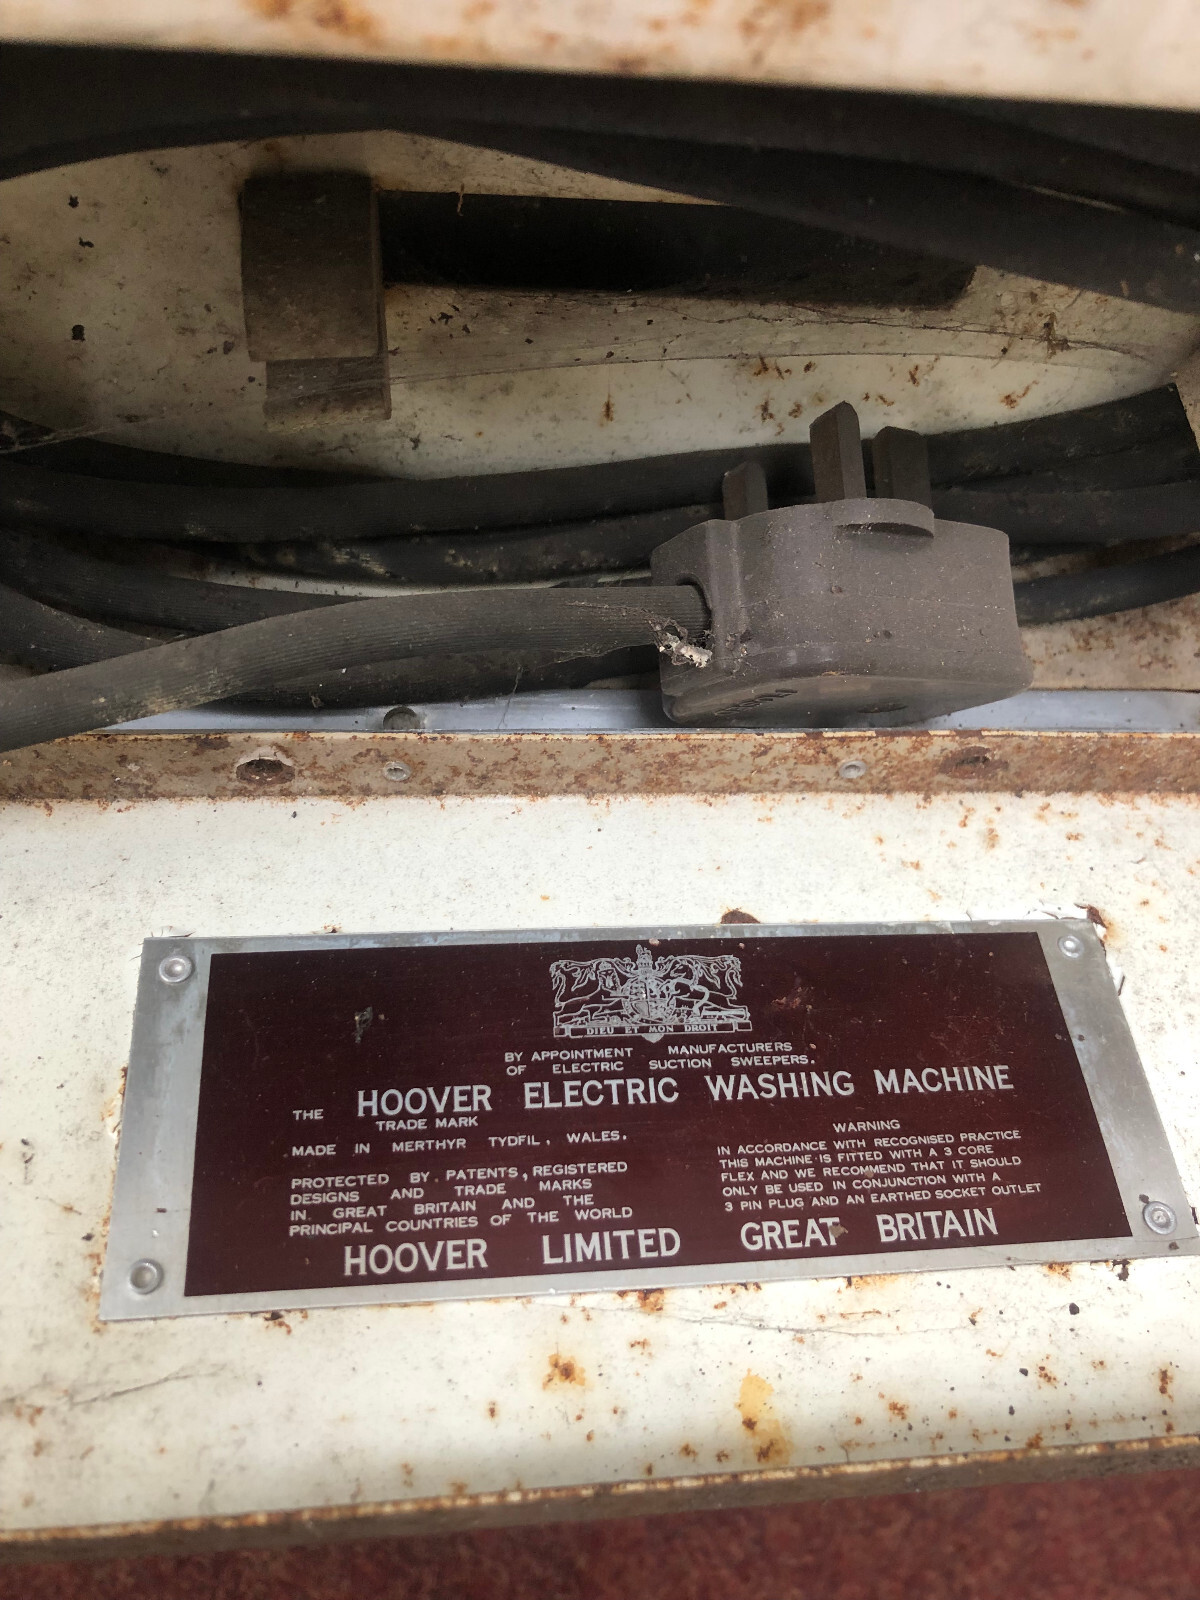 DIEU ET MON DROIT
BY APPOINTMENT MANUFACTURERS
OF ELECTRIC SUCTION SWEEPERS.
THE HOOVER ELECTRIC WASHING MACHINE
TRADE MARK
MADE IN MERTHYR TYDFIL, WALES.
PROTECTED BY PATENTS, REGISTERED
DESIGNS AND TRADE MARKS
IN GREAT BRITAIN AND THE
PRINCIPAL COUNTRIES OF THE WORLD
WARNING
IN ACCORDANCE WITH RECOGNISED PRACTICE
THIS MACHINE IS FITTED WITH A 3 CORE
FLEX AND WE RECOMMEND THAT IT SHOULD
ONLY BE USED IN CONJUNCTION WITH A
3 PIN PLUG AND AN EARTHED SOCKET OUTLET
HOOVER LIMITED GREAT BRITAIN